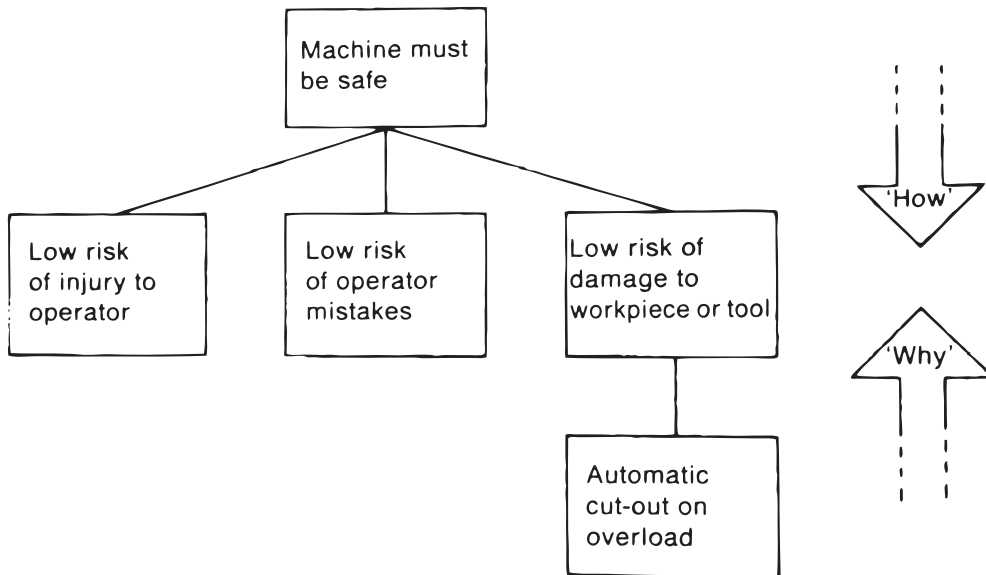 Machine must
be safe
'How'
Low risk
of injury to
operator
Low risk
of operator
mistakes
Low risk of
damage to
workpiece or tool
'Why'
Automatic
cut-out on
overload